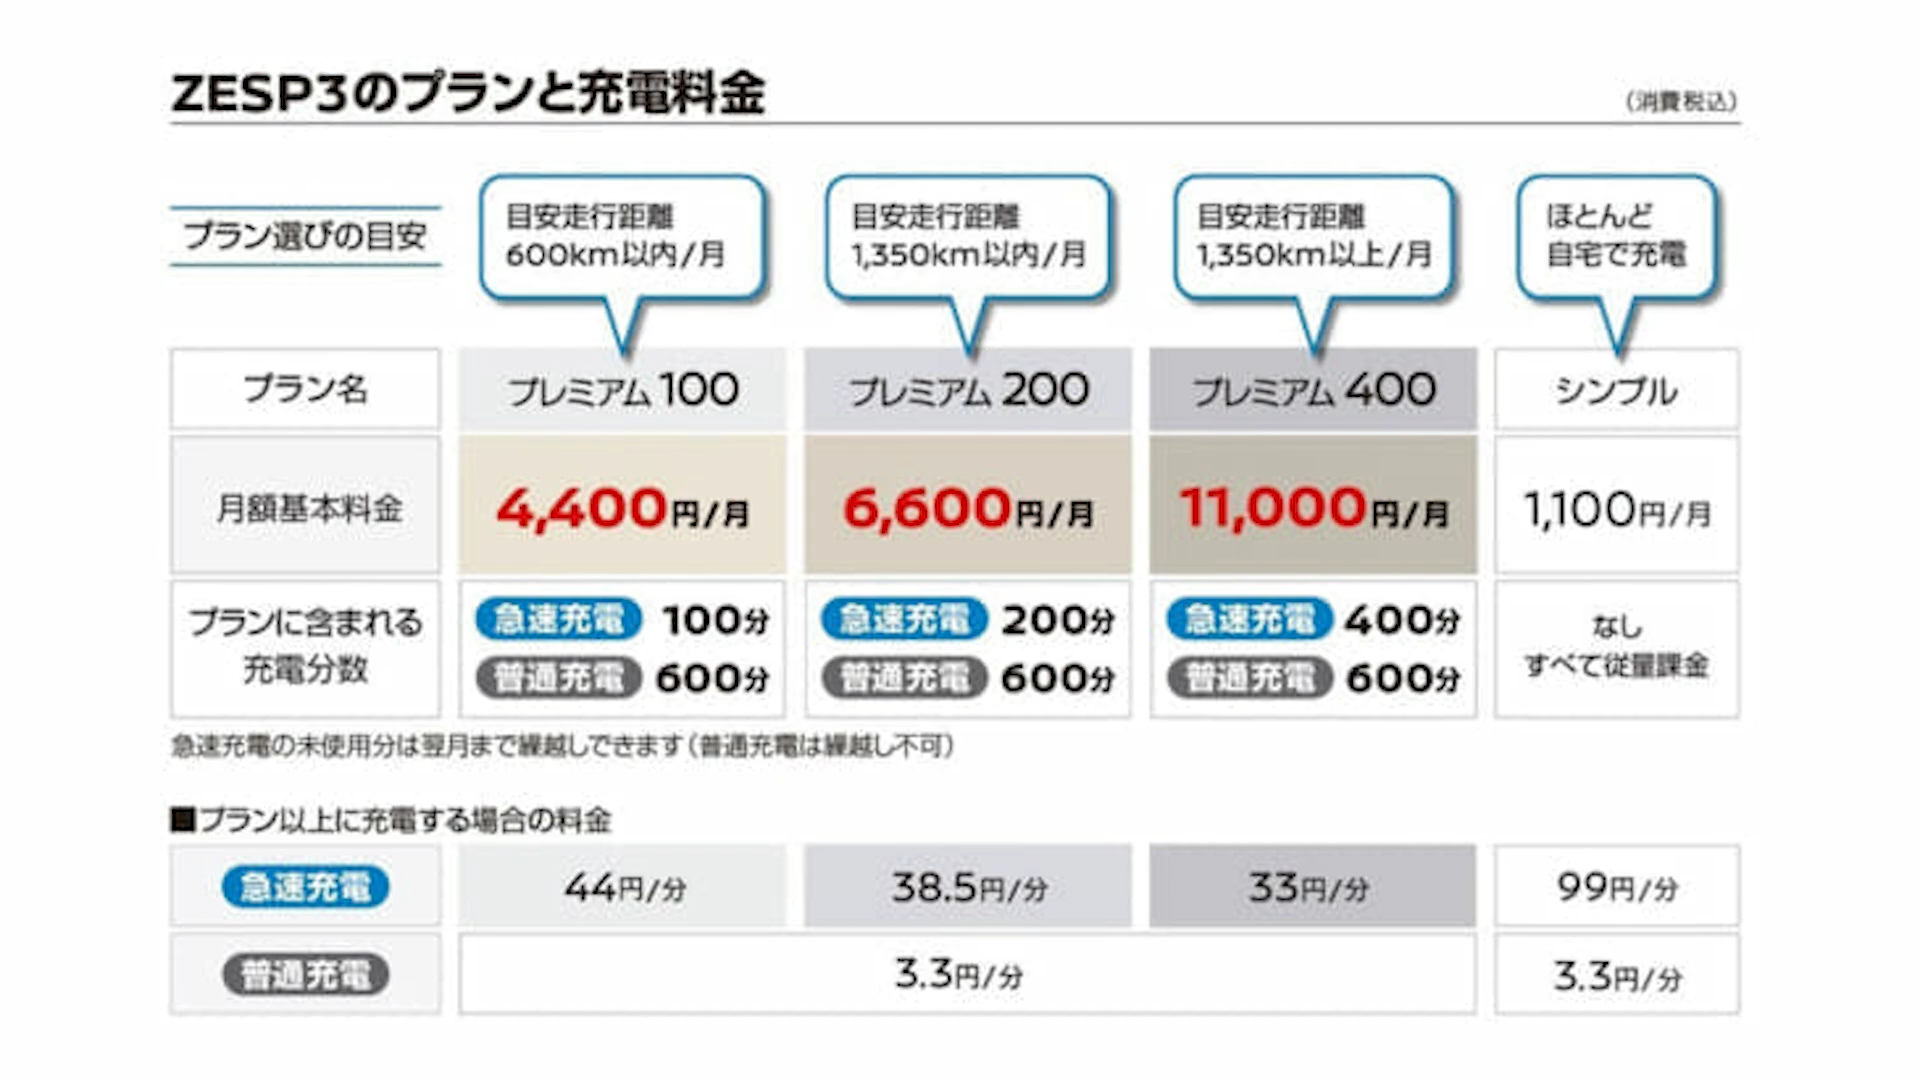 ZESP3のプランと充電料金
（消費税込）
プラン選びの目安
目安走行距離
600km以内/月
目安走行距離
1,350km以内/月
目安走行距離
1,350km以上/月
ほとんど
自宅で充電
プラン名
プレミアム 100
プレミアム 200
プレミアム 400
シンプル
月額基本料金
4,400円/月
6,600円/月
11,000円/月
1,100円/月
プランに含まれる
充電分数
急速充電 100分
普通充電 600分
急速充電 200分
普通充電 600分
急速充電 400分
普通充電 600分
なし
すべて従量課金
急速充電の未使用分は翌月まで繰越しできます（普通充電は繰越し不可）
■プラン以上に充電する場合の料金
急速充電
44円/分
38.5円/分
33円/分
99円/分
普通充電
3.3円/分
3.3円/分